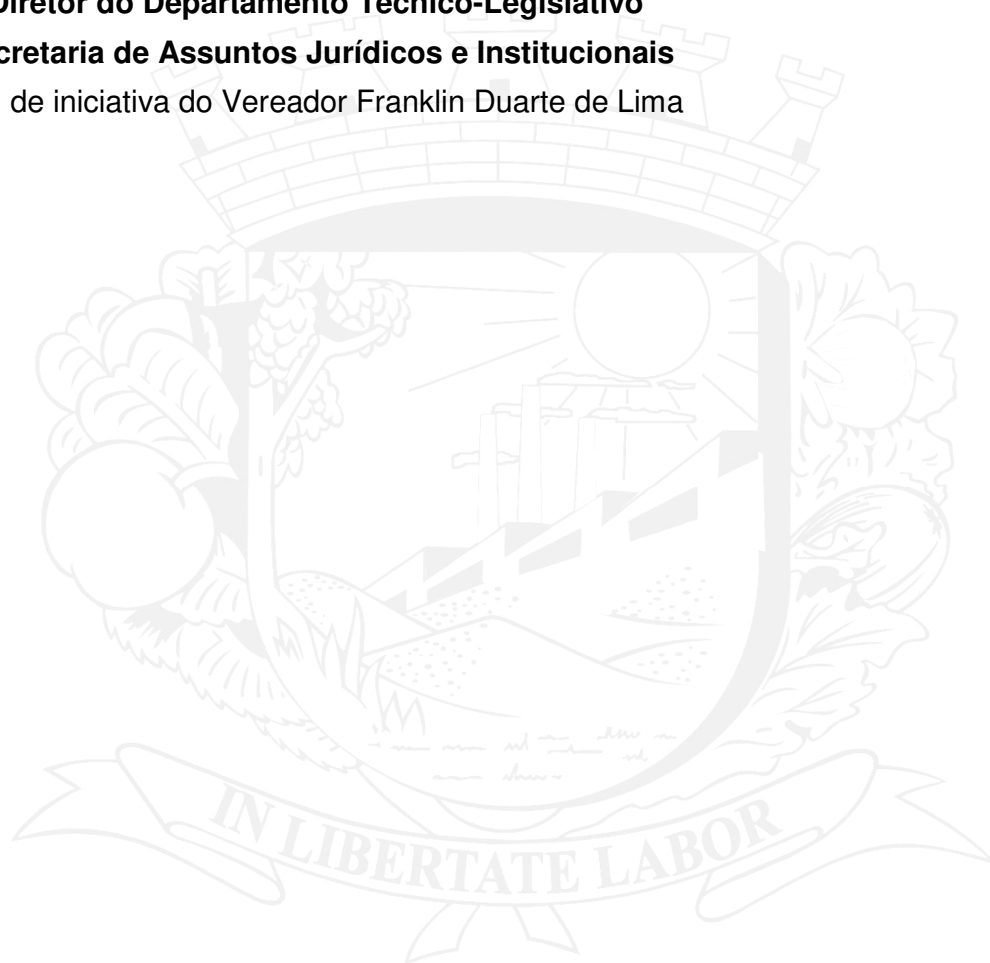 Diretor do Departamento Técnico-Legislativo
cretaria de Assuntos Jurídicos e Institucionais
de iniciativa do Vereador Franklin Duarte de Lima
IN LIBERTATE LABOR